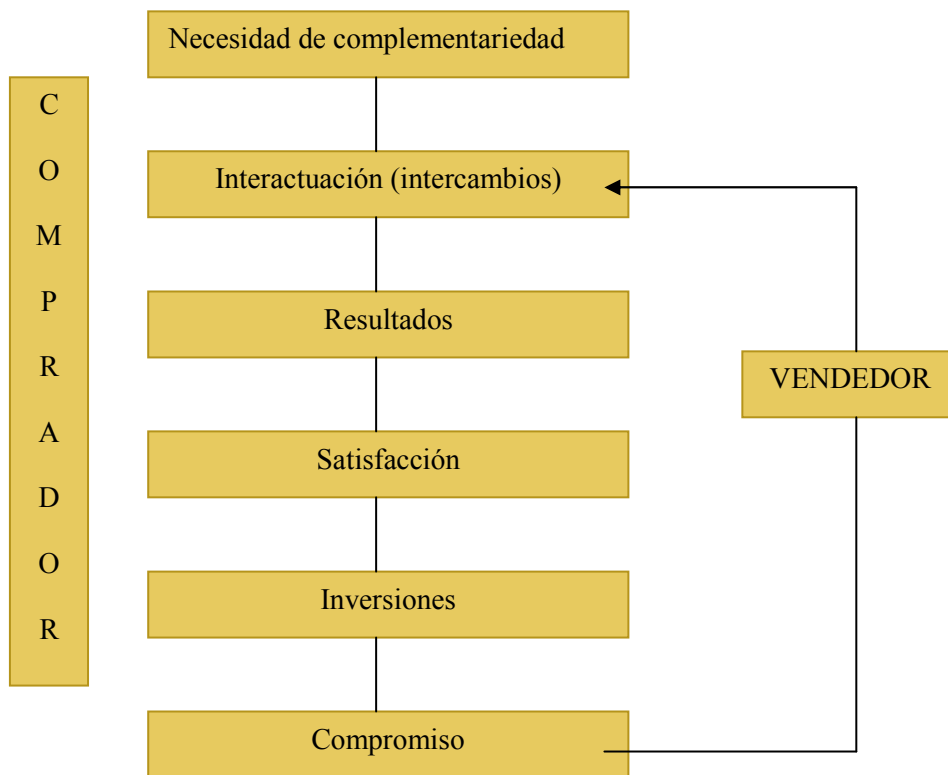 Necesidad de complementariedad
C
O
M
P
R
A
D
O
R
Interactuación (intercambios)
Resultados
VENDEDOR
Satisfacción
Inversiones
Compromiso